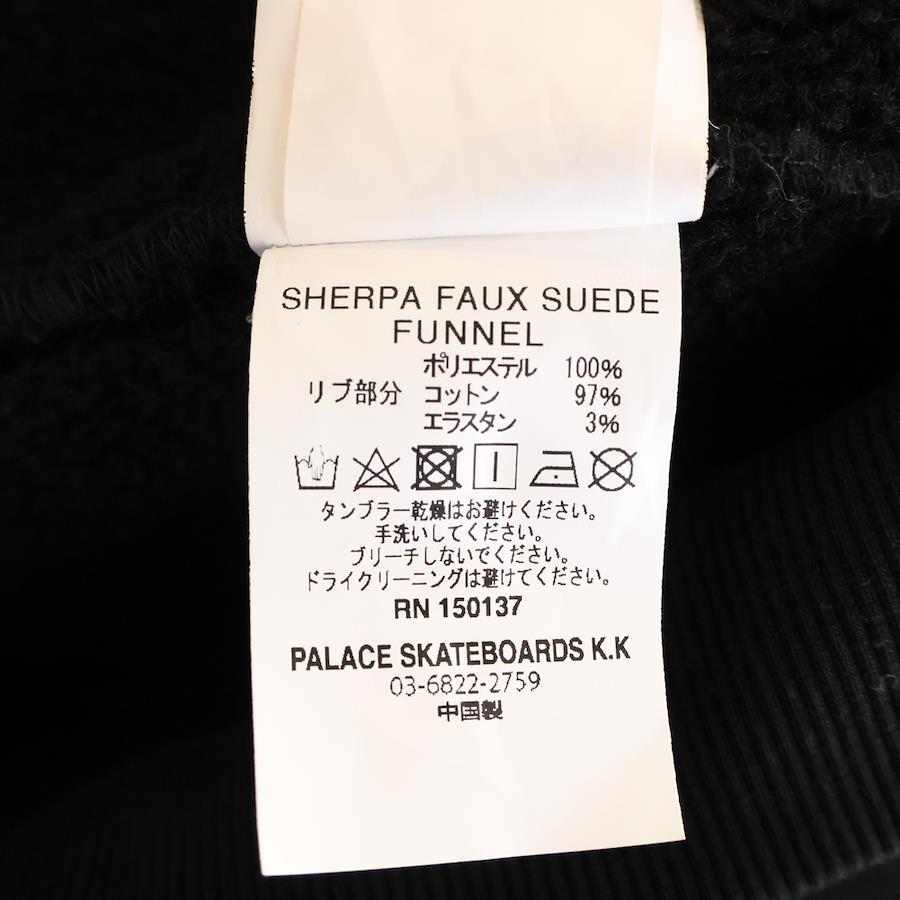 SHERPA FAUX SUEDE
FUNNEL
ポリエステル 100%
リブ部分 コットン 97%
エラスタン 3%
タンブラー乾燥はお避けください。
手洗いしてください。
ブリーチしないでください。
ドライクリーニングは避けてください。
RN 150137
PALACE SKATEBOARDS K.K
03-6822-2759
中国製